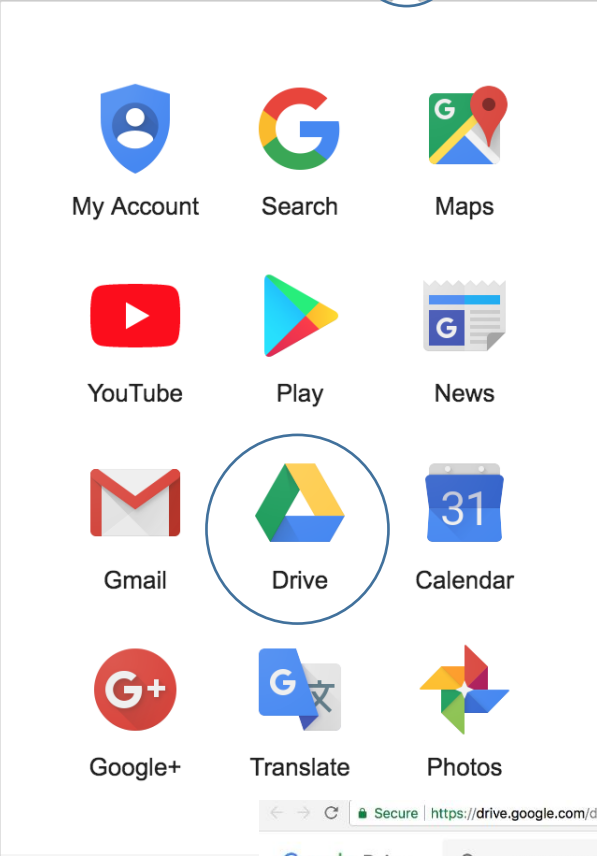 My Account Search Maps
G
YouTube Play News
G
Gmail Drive Calendar
31
Google+ Translate Photos
G+
G 文
Secure | https://drive.google.com/d